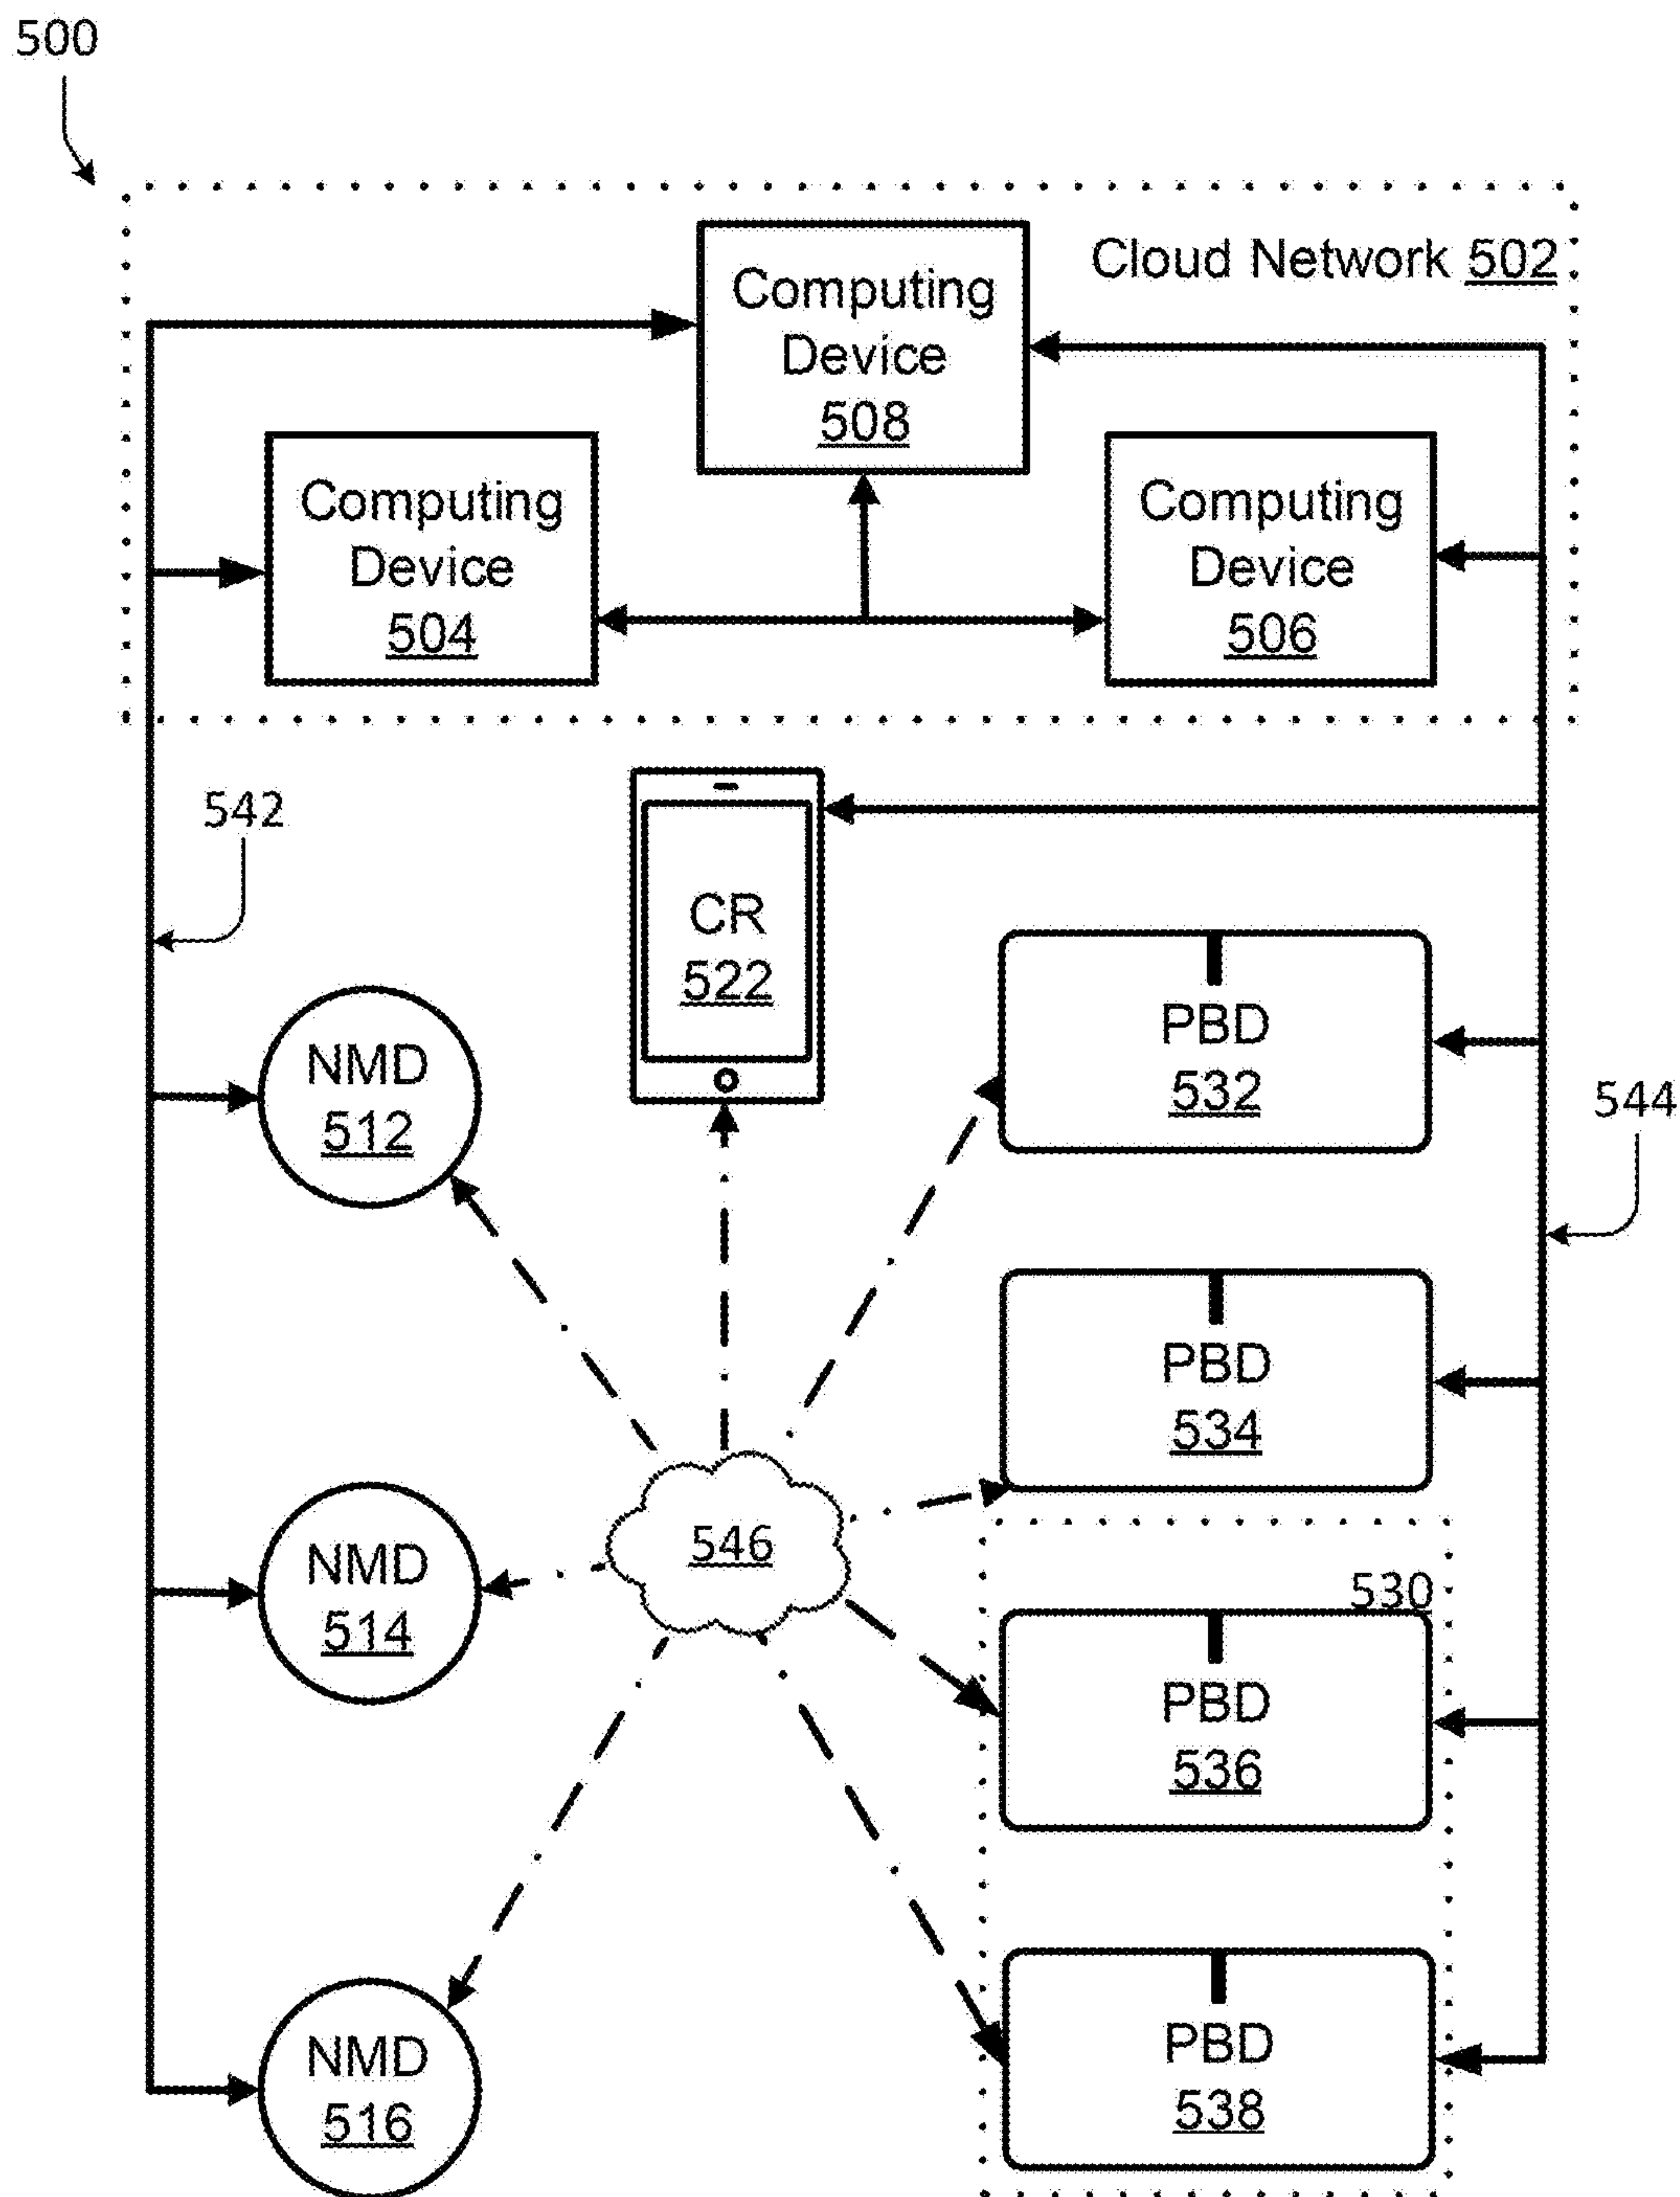 500
Cloud Network 502
Computing
Device
508
Computing
Device
504
Computing
Device
506
542
CR
522
PBD
532
NMD
512
544
PBD
534
546
NMD
514
530
PBD
536
NMD
516
PBD
538